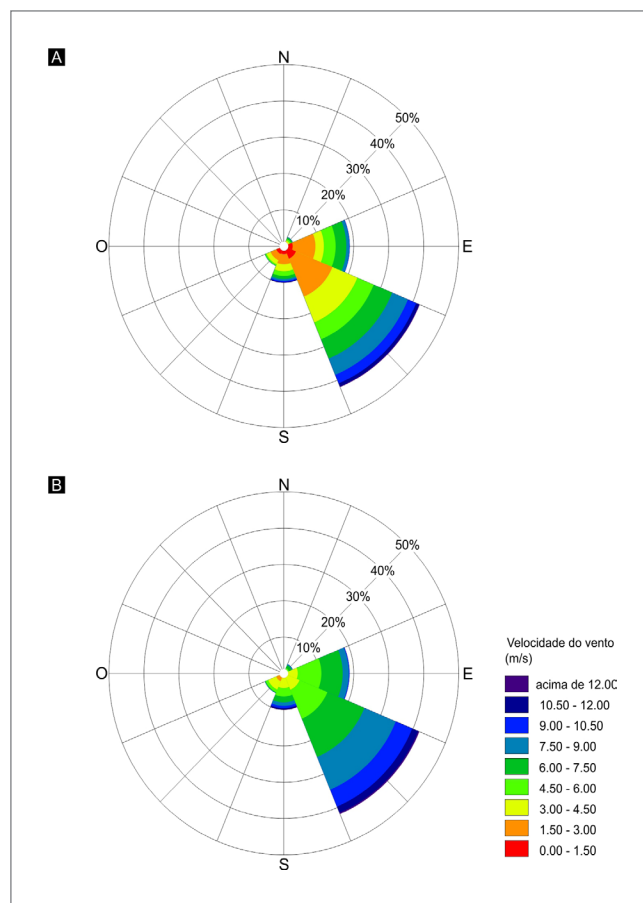 A
N
50%
40%
30%
20%
10%
O
E
S
B
N
50%
40%
30%
20%
10%
O
E
S
Velocidade do vento
(m/s)
acima de 12.00
10.50 - 12.00
9.00 - 10.50
7.50 - 9.00
6.00 - 7.50
4.50 - 6.00
3.00 - 4.50
1.50 - 3.00
0.00 - 1.50